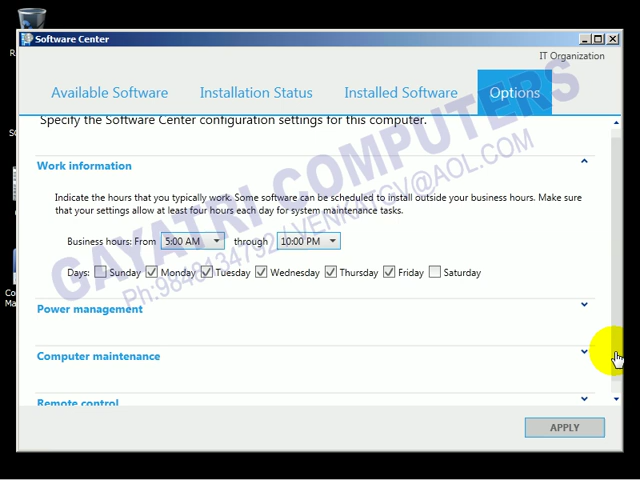 Software Center
IT Organization
Available Software
Installation Status
Installed Software
Options
Specify the Software Center configuration settings for this computer.
Work information
Indicate the hours that you typically work. Some software can be scheduled to install outside your business hours. Make sure
that your settings allow at least four hours each day for system maintenance tasks.
Business hours: From 5:00 AM through 10:00 PM
Days: Sunday Monday Tuesday Wednesday Thursday Friday Saturday
Power management
Computer maintenance
Remote control
APPLY
GAYATRI COMPUTERS